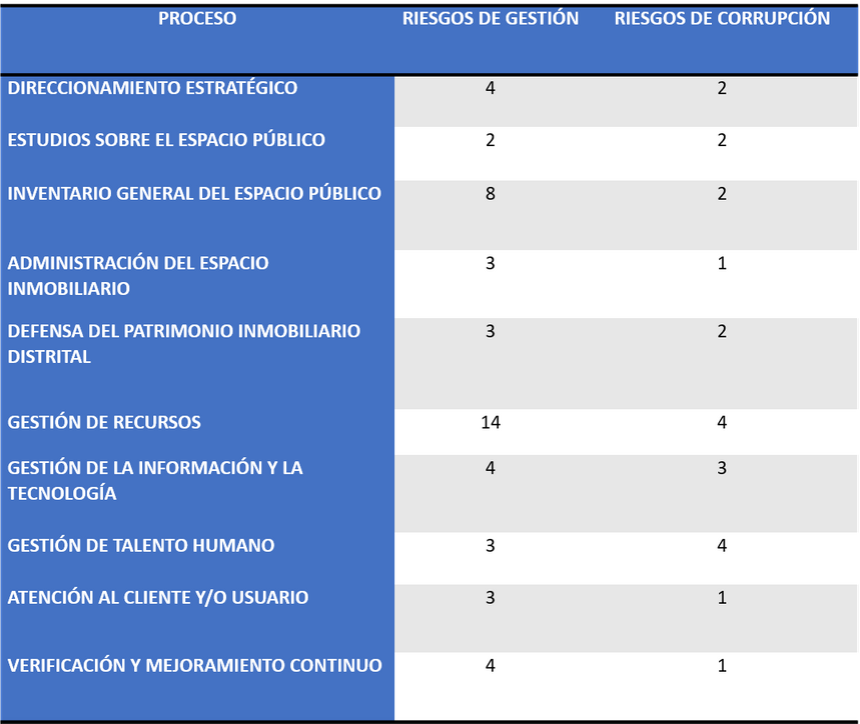 PROCESO RIESGOS DE GESTIÓN RIESGOS DE CORRUPCIÓN
DIRECCIONAMIENTO ESTRATÉGICO 4 2
ESTUDIOS SOBRE EL ESPACIO PÚBLICO 2 2
INVENTARIO GENERAL DEL ESPACIO PÚBLICO 8 2
ADMINISTRACIÓN DEL ESPACIO 3 1
INMOBILIARIO
DEFENSA DEL PATRIMONIO INMOBILIARIO 3 2
DISTRITAL
GESTIÓN DE RECURSOS 14 4
GESTIÓN DE LA INFORMACIÓN Y LA 4 3
TECNOLOGÍA
GESTIÓN DE TALENTO HUMANO 3 4
ATENCIÓN AL CLIENTE Y/O USUARIO 3 1
VERIFICACIÓN Y MEJORAMIENTO CONTINUO 4 1